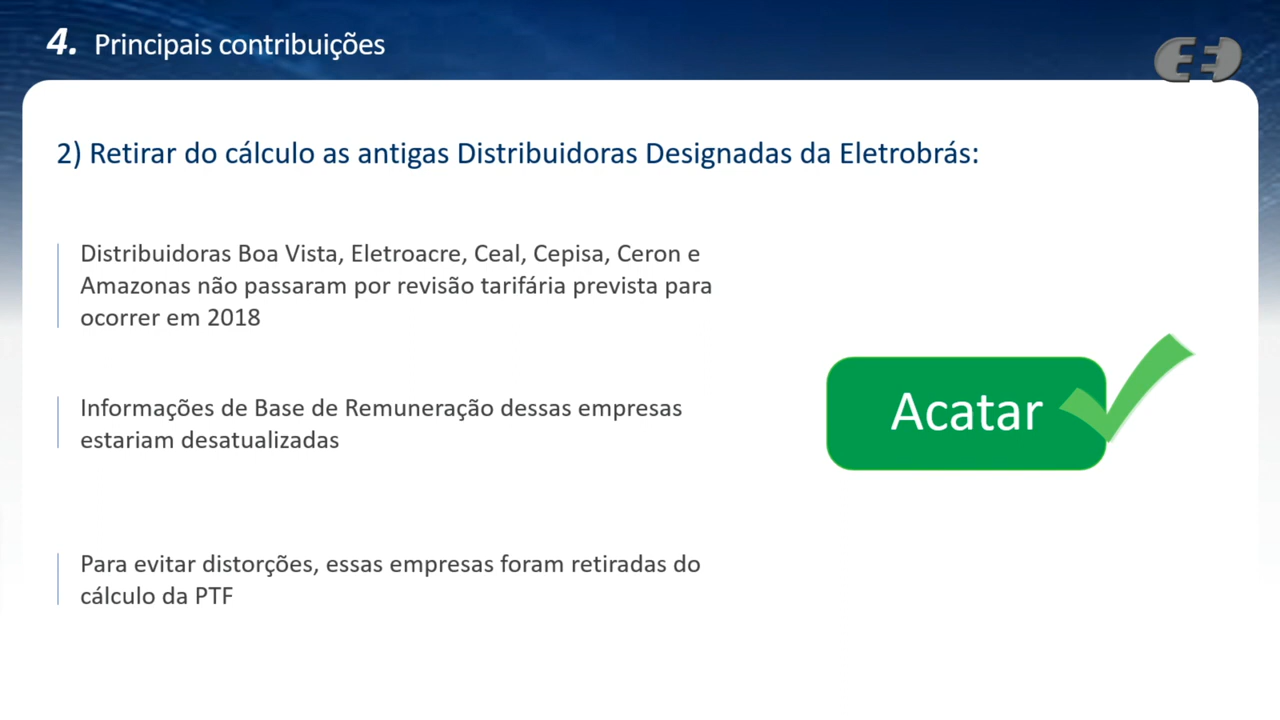 4. Principais contribuições
2) Retirar do cálculo as antigas Distribuidoras Designadas da Eletrobrás:
Distribuidoras Boa Vista, Eletroacre, Ceal, Cepisa, Ceron e
Amazonas não passaram por revisão tarifária prevista para
ocorrer em 2018
Informações de Base de Remuneração dessas empresas
estariam desatualizadas
Acatar
Para evitar distorções, essas empresas foram retiradas do
cálculo da PTF